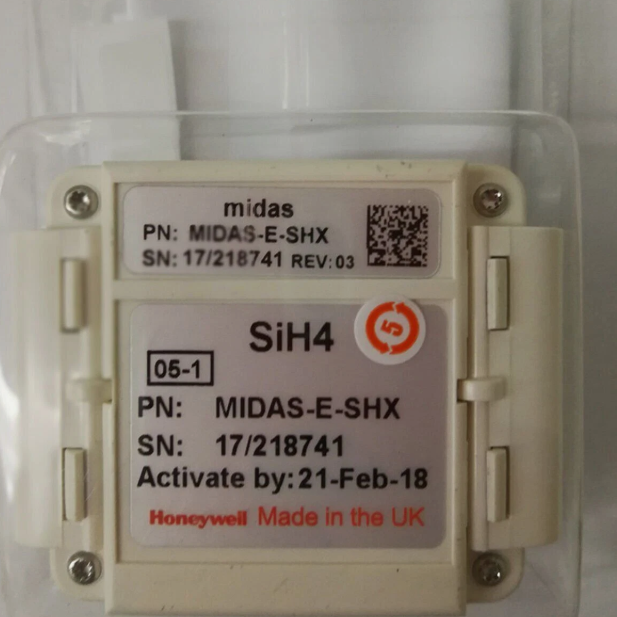 midas
PN: MIDAS-E-SHX
SN: 17/218741 REV: 03
SiH4
5
05-1
PN: MIDAS-E-SHX
SN: 17/218741
Activate by: 21-Feb-18
Honeywell Made in the UK